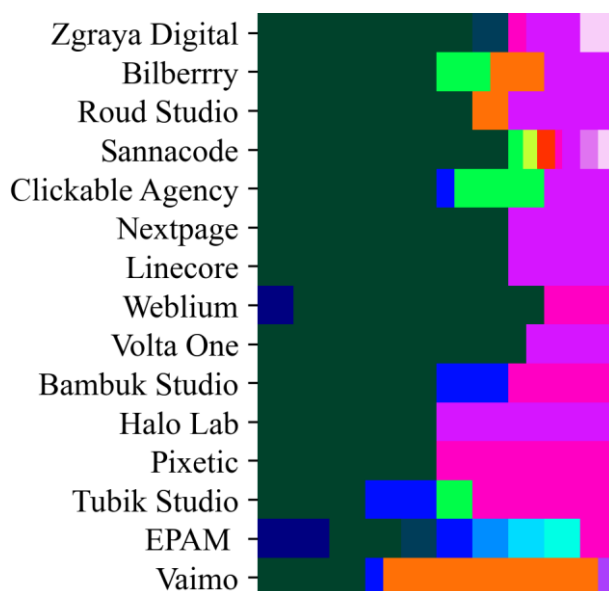 Zgraya Digital
Bilberrry
Roud Studio
Sannacode
Clickable Agency
Nextpage
Linecore
Weblium
Volta One
Bambuk Studio
Halo Lab
Pixetic
Tubik Studio
EPAM
Vaimo